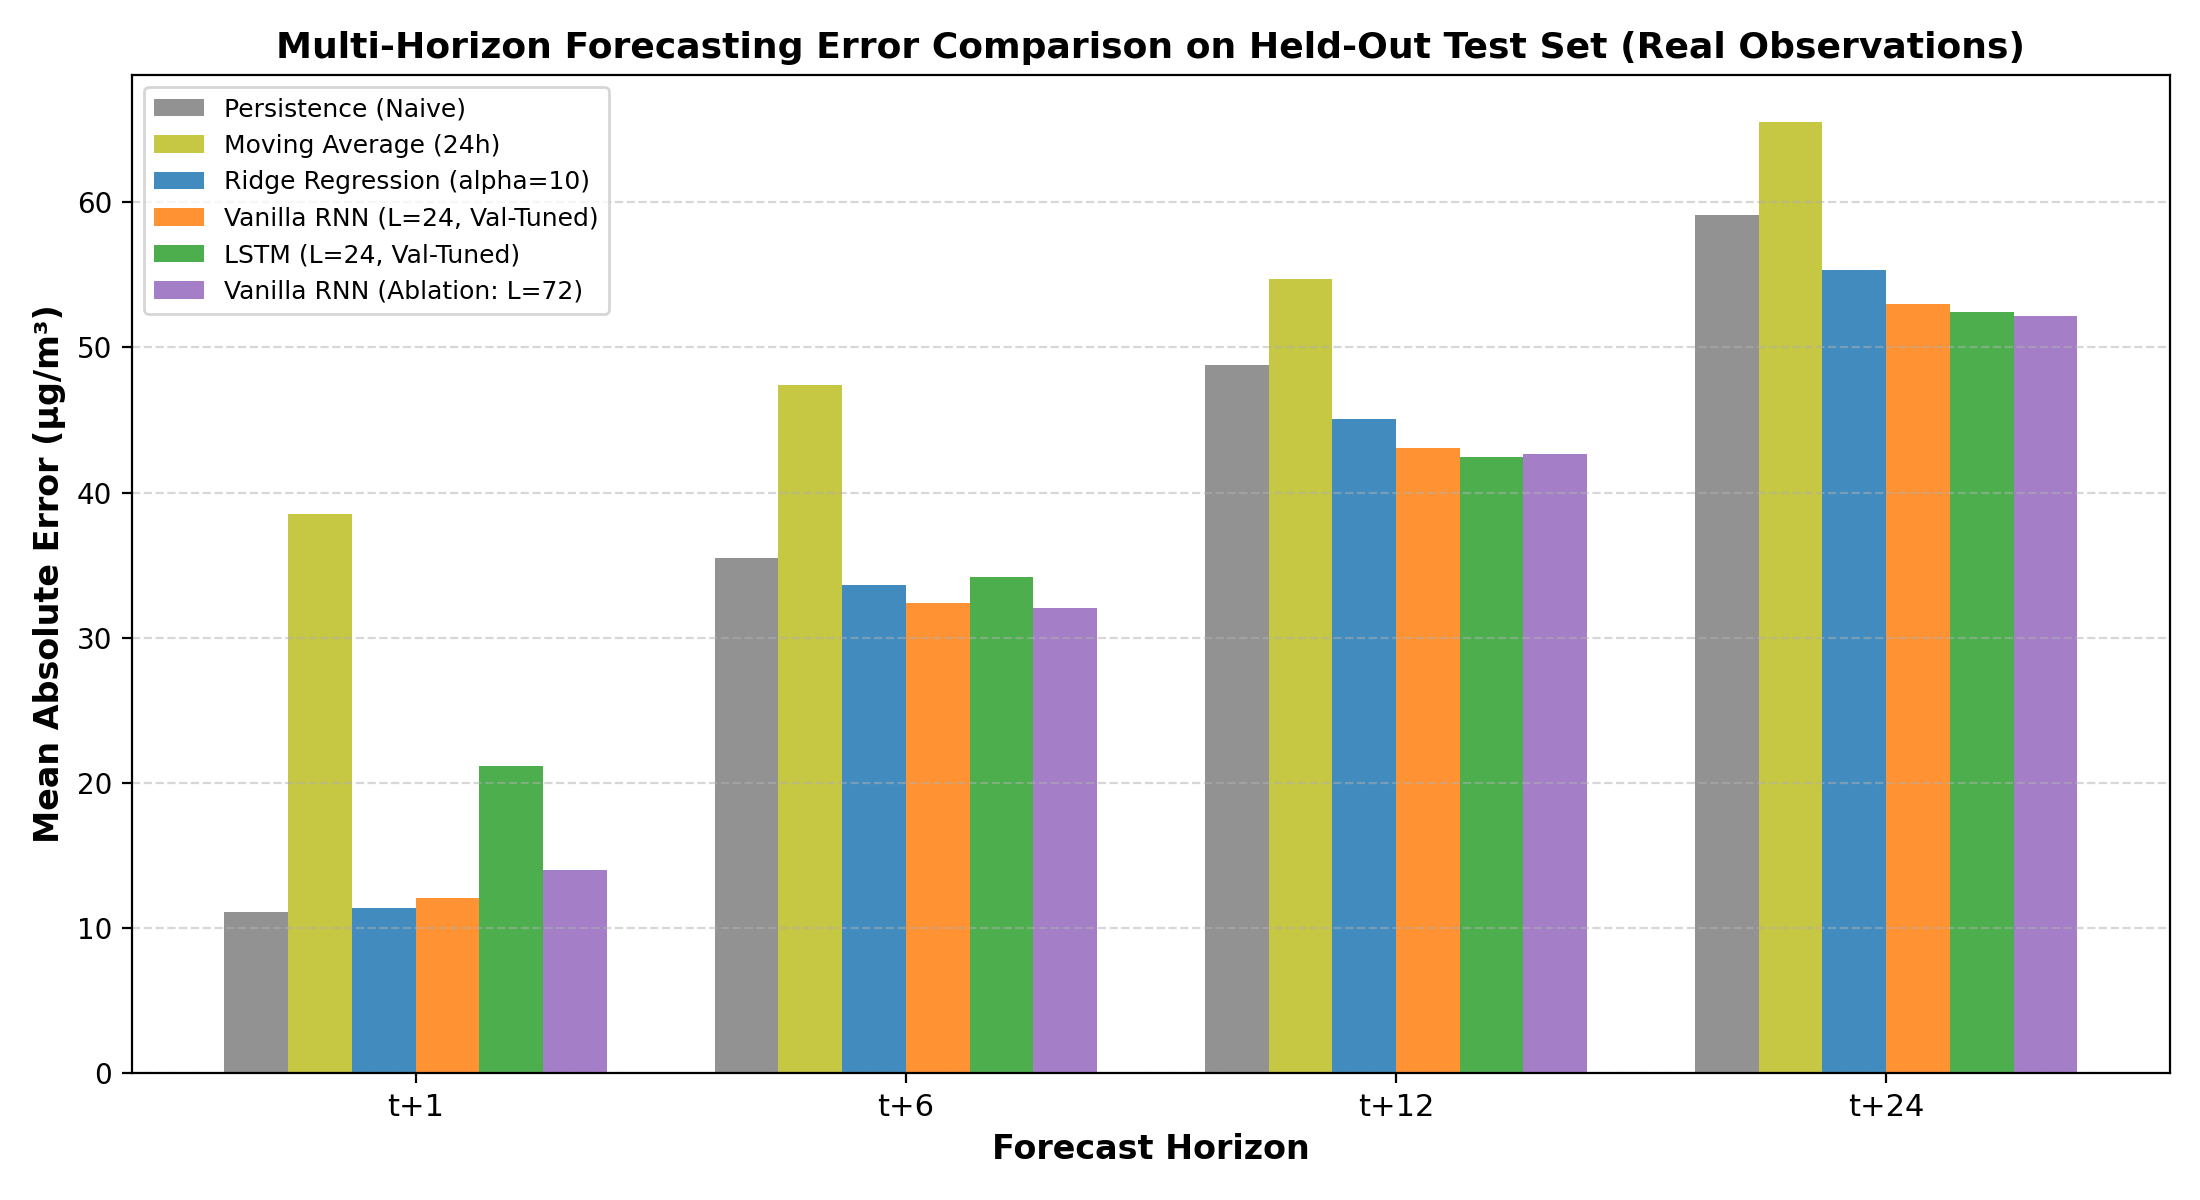 Multi-Horizon Forecasting Error Comparison on Held-Out Test Set (Real Observations)
Persistence (Naive)
Moving Average (24h)
Ridge Regression (alpha=10)
Vanilla RNN (L=24, Val-Tuned)
LSTM (L=24, Val-Tuned)
Vanilla RNN (Ablation: L=72)
Mean Absolute Error (µg/m³)
60
50
40
30
20
10
0
t+1
t+6
t+12
t+24
Forecast Horizon